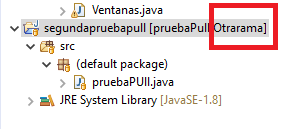 Ventanas.java
segundapruebapull [pruebaPull Otrarama]
src
(default package)
pruebaPUll.java
JRE System Library [JavaSE-1.8]